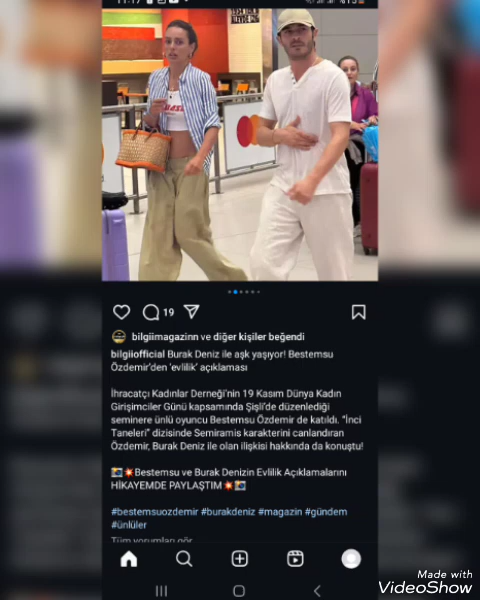 19
bilgiimagazinn ve diğer kişiler beğendi
bilgiiofficial Burak Deniz ile aşk yaşıyor! Bestemsu
Özdemir'den 'evlilik' açıklaması
İhracatçı Kadınlar Derneği'nin 19 Kasım Dünya Kadın
Girişimciler Günü kapsamında Şişli'de düzenlediği
seminere ünlü oyuncu Bestemsu Özdemir de katıldı. "İnci
Taneleri" dizisinde Semiramis karakterini canlandıran
Özdemir, Burak Deniz ile olan ilişkisi hakkında da konuştu!
📸💥Bestemsu ve Burak Denizin Evlilik Açıklamalarını
HİKAYEMDE PAYLAŞTIM💥📸
#bestemsuozdemir #burakdeniz #magazin #gündem
#ünlüler
Tüm yorumları gör
Made with
VideoShow